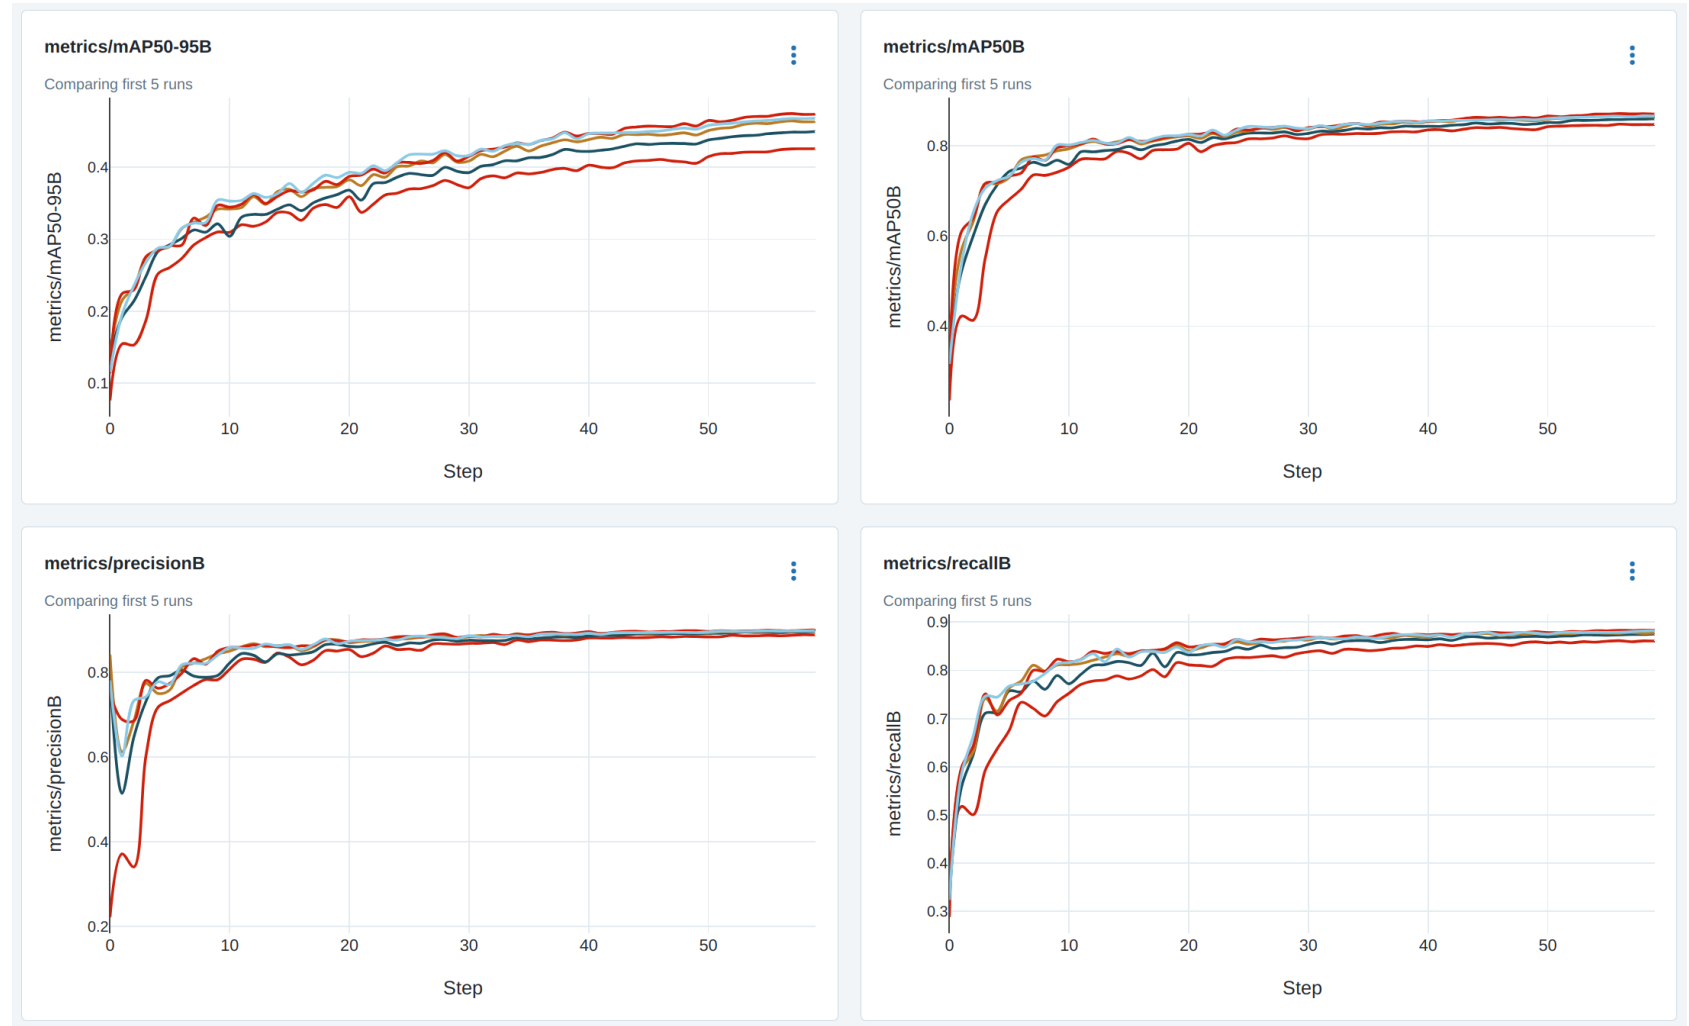 metrics/mAP50-95B
Comparing first 5 runs
metrics/mAP50-95B
0.4
0.3
0.2
0.1
0 10 20 30 40 50
Step
metrics/mAP50B
Comparing first 5 runs
metrics/mAP50B
0.8
0.6
0.4
0 10 20 30 40 50
Step
metrics/precisionB
Comparing first 5 runs
metrics/precisionB
0.8
0.6
0.4
0.2
0 10 20 30 40 50
Step
metrics/recallB
Comparing first 5 runs
metrics/recallB
0.9
0.8
0.7
0.6
0.5
0.4
0.3
0 10 20 30 40 50
Step